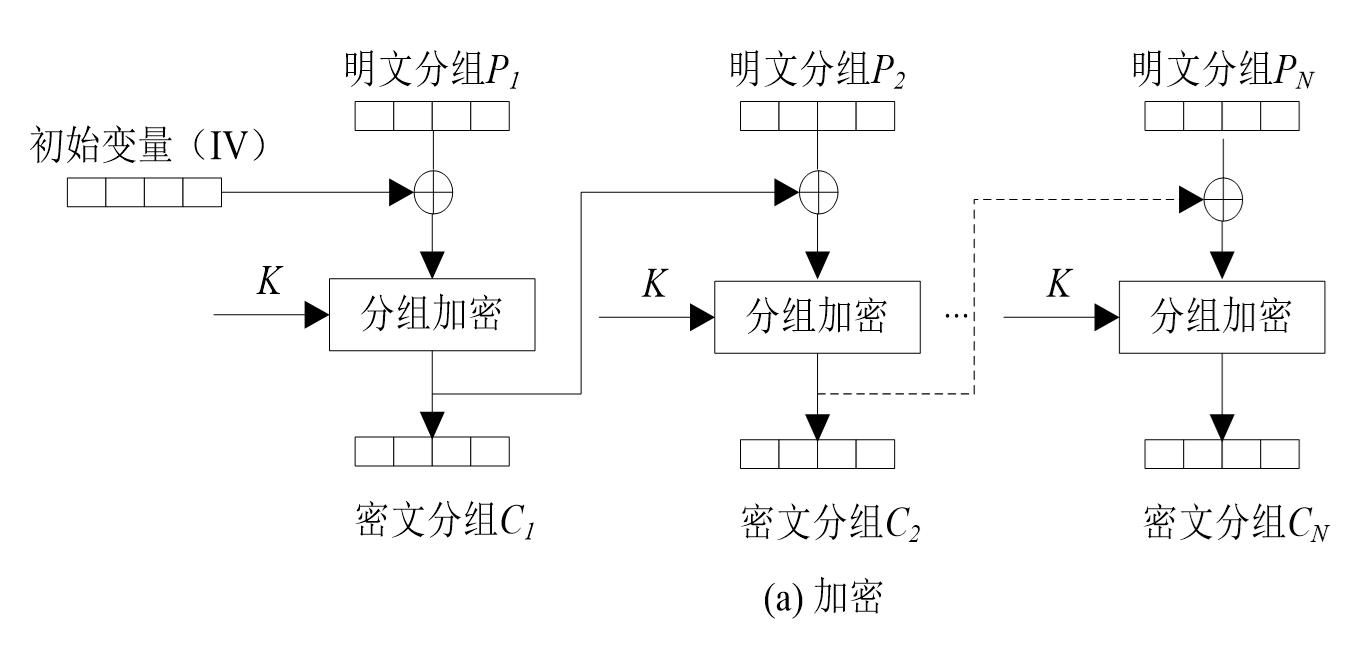 明文分组P1
明文分组P2
明文分组PN
初始变量（IV）
K
分组加密
K
分组加密
...
K
分组加密
密文分组C1
密文分组C2
密文分组CN
(a) 加密